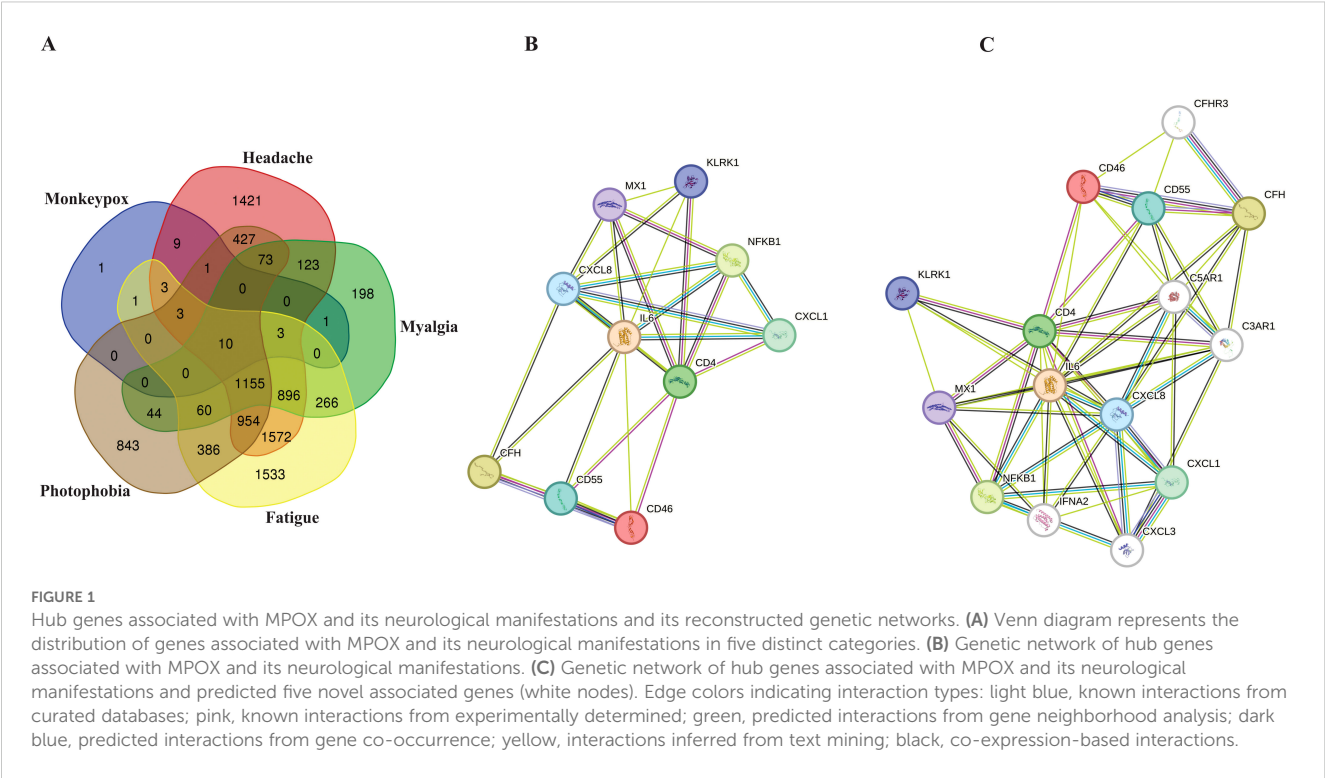 A
B
C
Headache
Monkeypox
Myalgia
Photophobia
Fatigue
1421
9
427
73
123
198
1
1
0
0
1
3
1
3
0
10
3
0
0
0
0
1155
896
266
44
60
954
1572
843
386
1533
KLRK1
MX1
NFKB1
CXCL8
IL6
CXCL1
CD4
CFH
CD55
CD46
CFHR3
CD46
CD55
CFH
KLRK1
C5AR1
CD4
C3AR1
IL6
MX1
CXCL8
CXCL1
NFKB1
IFNA2
CXCL3
FIGURE 1
Hub genes associated with MPOX and its neurological manifestations and its reconstructed genetic networks. (A) Venn diagram represents the
distribution of genes associated with MPOX and its neurological manifestations in five distinct categories. (B) Genetic network of hub genes
associated with MPOX and its neurological manifestations. (C) Genetic network of hub genes associated with MPOX and its neurological
manifestations and predicted five novel associated genes (white nodes). Edge colors indicating interaction types: light blue, known interactions from
curated databases; pink, known interactions from experimentally determined; green, predicted interactions from gene neighborhood analysis; dark
blue, predicted interactions from gene co-occurrence; yellow, interactions inferred from text mining; black, co-expression-based interactions.